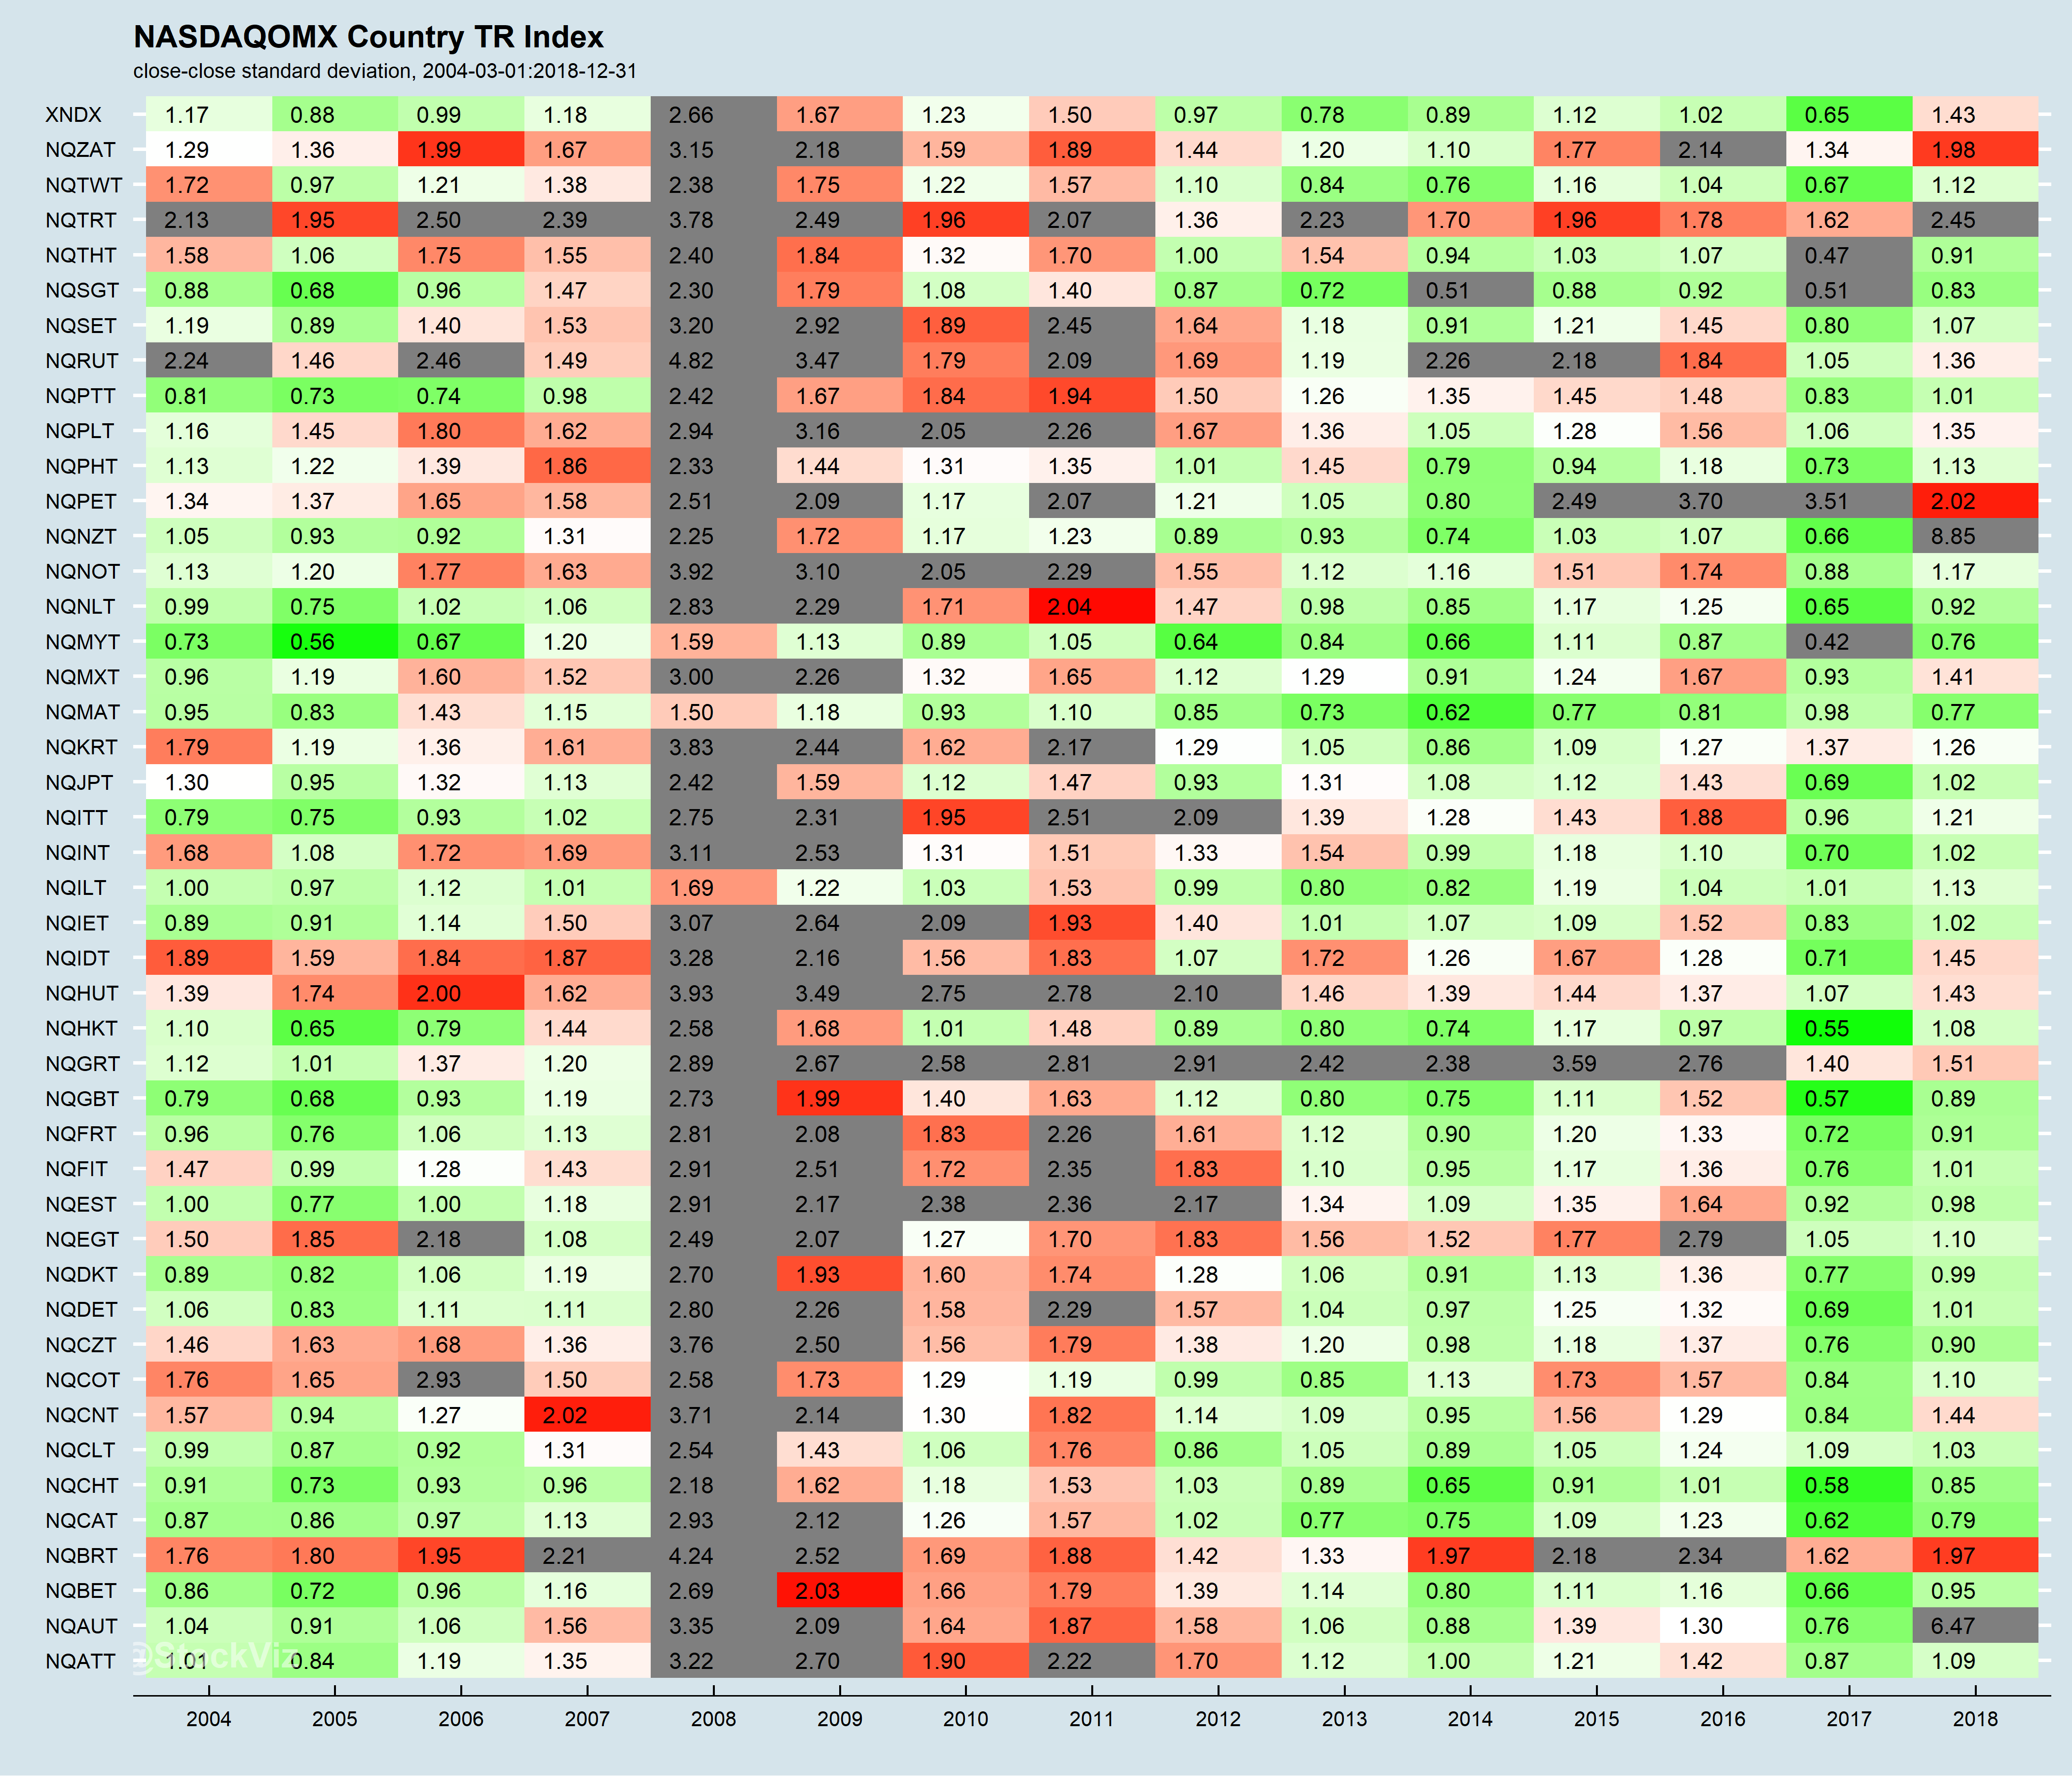 NASDAQOMX Country TR Index
close-close standard deviation, 2004-03-01:2018-12-31
XNDX 1.17 0.88 0.99 1.18 2.66 1.67 1.23 1.50 0.97 0.78 0.89 1.12 1.02 0.65 1.43
NQZAT 1.29 1.36 1.99 1.67 3.15 2.18 1.59 1.89 1.44 1.20 1.10 1.77 2.14 1.34 1.98
NQTWT 1.72 0.97 1.21 1.38 2.38 1.75 1.22 1.57 1.10 0.84 0.76 1.16 1.04 0.67 1.12
NQTRT 2.13 1.95 2.50 2.39 3.78 2.49 1.96 2.07 1.36 2.23 1.70 1.96 1.78 1.62 2.45
NQTHT 1.58 1.06 1.75 1.55 2.40 1.84 1.32 1.70 1.00 1.54 0.94 1.03 1.07 0.47 0.91
NQSGT 0.88 0.68 0.96 1.47 2.30 1.79 1.08 1.40 0.87 0.72 0.51 0.88 0.92 0.51 0.83
NQSET 1.19 0.89 1.40 1.53 3.20 2.92 1.89 2.45 1.64 1.18 0.91 1.21 1.45 0.80 1.07
NQRUT 2.24 1.46 2.46 1.49 4.82 3.47 1.79 2.09 1.69 1.19 2.26 2.18 1.84 1.05 1.36
NQPTT 0.81 0.73 0.74 0.98 2.42 1.67 1.84 1.94 1.50 1.26 1.35 1.45 1.48 0.83 1.01
NQPLT 1.16 1.45 1.80 1.62 2.94 3.16 2.05 2.26 1.67 1.36 1.05 1.28 1.56 1.06 1.35
NQPHT 1.13 1.22 1.39 1.86 2.33 1.44 1.31 1.35 1.01 1.45 0.79 0.94 1.18 0.73 1.13
NQPET 1.34 1.37 1.65 1.58 2.51 2.09 1.17 2.07 1.21 1.05 0.80 2.49 3.70 3.51 2.02
NQNZT 1.05 0.93 0.92 1.31 2.25 1.72 1.17 1.23 0.89 0.93 0.74 1.03 1.07 0.66 8.85
NQNOT 1.13 1.20 1.77 1.63 3.92 3.10 2.05 2.29 1.55 1.12 1.16 1.51 1.74 0.88 1.17
NQNLT 0.99 0.75 1.02 1.06 2.83 2.29 1.71 2.04 1.47 0.98 0.85 1.17 1.25 0.65 0.92
NQMYT 0.73 0.56 0.67 1.20 1.59 1.13 0.89 1.05 0.64 0.84 0.66 1.11 0.87 0.42 0.76
NQMXT 0.96 1.19 1.60 1.52 3.00 2.26 1.32 1.65 1.12 1.29 0.91 1.24 1.67 0.93 1.41
NQMAT 0.95 0.83 1.43 1.15 1.50 1.18 0.93 1.10 0.85 0.73 0.62 0.77 0.81 0.98 0.77
NQKRT 1.79 1.19 1.36 1.61 3.83 2.44 1.62 2.17 1.29 1.05 0.86 1.09 1.27 1.37 1.26
NQJPT 1.30 0.95 1.32 1.13 2.42 1.59 1.12 1.47 0.93 1.31 1.08 1.12 1.43 0.69 1.02
NQITT 0.79 0.75 0.93 1.02 2.75 2.31 1.95 2.51 2.09 1.39 1.28 1.43 1.88 0.96 1.21
NQINT 1.68 1.08 1.72 1.69 3.11 2.53 1.31 1.51 1.33 1.54 0.99 1.18 1.10 0.70 1.02
NQILT 1.00 0.97 1.12 1.01 1.69 1.22 1.03 1.53 0.99 0.80 0.82 1.19 1.04 1.01 1.13
NQIET 0.89 0.91 1.14 1.50 3.07 2.64 2.09 1.93 1.40 1.01 1.07 1.09 1.52 0.83 1.02
NQIDT 1.89 1.59 1.84 1.87 3.28 2.16 1.56 1.83 1.07 1.72 1.26 1.67 1.28 0.71 1.45
NQHUT 1.39 1.74 2.00 1.62 3.93 3.49 2.75 2.78 2.10 1.46 1.39 1.44 1.37 1.07 1.43
NQHKT 1.10 0.65 0.79 1.44 2.58 1.68 1.01 1.48 0.89 0.80 0.74 1.17 0.97 0.55 1.08
NQGRT 1.12 1.01 1.37 1.20 2.89 2.67 2.58 2.81 2.91 2.42 2.38 3.59 2.76 1.40 1.51
NQGBT 0.79 0.68 0.93 1.19 2.73 1.99 1.40 1.63 1.12 0.80 0.75 1.11 1.52 0.57 0.89
NQFRT 0.96 0.76 1.06 1.13 2.81 2.08 1.83 2.26 1.61 1.12 0.90 1.20 1.33 0.72 0.91
NQFIT 1.47 0.99 1.28 1.43 2.91 2.51 1.72 2.35 1.83 1.10 0.95 1.17 1.36 0.76 1.01
NQEST 1.00 0.77 1.00 1.18 2.91 2.17 2.38 2.36 2.17 1.34 1.09 1.35 1.64 0.92 0.98
NQEGT 1.50 1.85 2.18 1.08 2.49 2.07 1.27 1.70 1.83 1.56 1.52 1.77 2.79 1.05 1.10
NQDKT 0.89 0.82 1.06 1.19 2.70 1.93 1.60 1.74 1.28 1.06 0.91 1.13 1.36 0.77 0.99
NQDET 1.06 0.83 1.11 1.11 2.80 2.26 1.58 2.29 1.57 1.04 0.97 1.25 1.32 0.69 1.01
NQCZT 1.46 1.63 1.68 1.36 3.76 2.50 1.56 1.79 1.38 1.20 0.98 1.18 1.37 0.76 0.90
NQCOT 1.76 1.65 2.93 1.50 2.58 1.73 1.29 1.19 0.99 0.85 1.13 1.73 1.57 0.84 1.10
NQCNT 1.57 0.94 1.27 2.02 3.71 2.14 1.30 1.82 1.14 1.09 0.95 1.56 1.29 0.84 1.44
NQCLT 0.99 0.87 0.92 1.31 2.54 1.43 1.06 1.76 0.86 1.05 0.89 1.05 1.24 1.09 1.03
NQCHT 0.91 0.73 0.93 0.96 2.18 1.62 1.18 1.53 1.03 0.89 0.65 0.91 1.01 0.58 0.85
NQCAT 0.87 0.86 0.97 1.13 2.93 2.12 1.26 1.57 1.02 0.77 0.75 1.09 1.23 0.62 0.79
NQBRT 1.76 1.80 1.95 2.21 4.24 2.52 1.69 1.88 1.42 1.33 1.97 2.18 2.34 1.62 1.97
NQBET 0.86 0.72 0.96 1.16 2.69 2.03 1.66 1.79 1.39 1.14 0.80 1.11 1.16 0.66 0.95
NQAUT 1.04 0.91 1.06 1.56 3.35 2.09 1.64 1.87 1.58 1.06 0.88 1.39 1.30 0.76 6.47
@StockViz
NQATT 1.01 0.84 1.19 1.35 3.22 2.70 1.90 2.22 1.70 1.12 1.00 1.21 1.42 0.87 1.09
2004 2005 2006 2007 2008 2009 2010 2011 2012 2013 2014 2015 2016 2017 2018